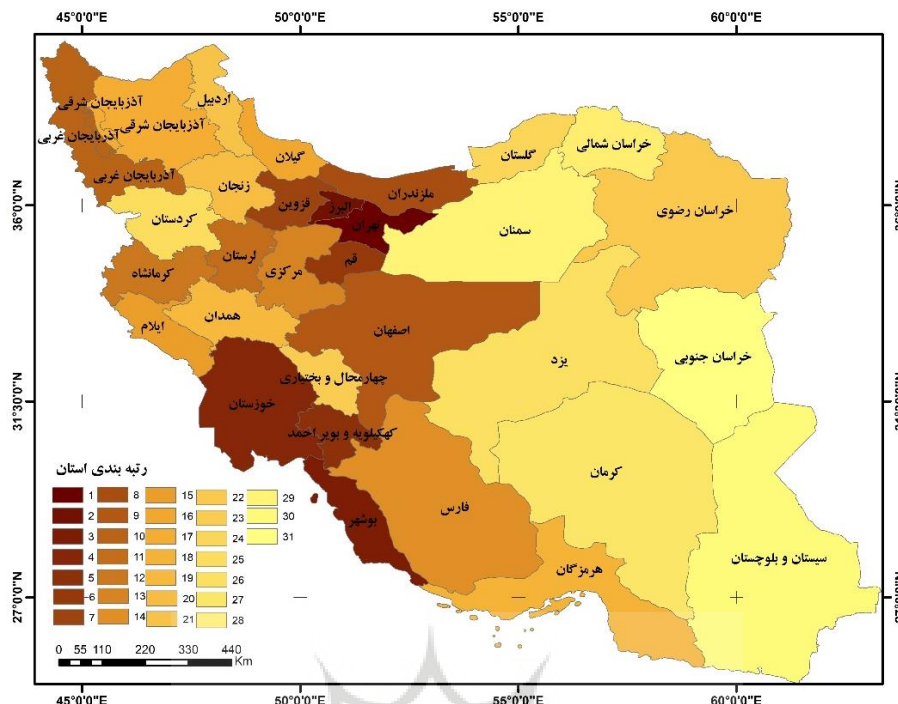 45°0'0"E 50°0'0"E 55°0'0"E 60°0'0"E
آذربایجان شرقی
اردبیل
آذربایجان شرقی
آذربایجان غربی
آذربایجان غربی
گیلان
زنجان
گلستان
خراسان شمالی
ملزندران
قزوین
البرز
تهران
36°0'0"N
خراسان رضوی
سمنان
کردستان
لرستان
مرکزی
قم
کرمانشاه
همدان
ایلام
اصفهان
یزد
خراسان جنوبی
چهارمحال و بختیاری
خوزستان
31°30'0"N
کهکیلویه و بویر احمد
کرمان
فارس
بوشهر
سیستان و بلوچستان
هرمزگان
27°0'0"N
رتبه بندی استان
1 8 15 22 29
2 9 16 23 30
3 10 17 24 31
4 11 18 25
5 12 19 26
6 13 20 27
7 14 21 28
0 55 110 220 330 440
Km
45°0'0"E 50°0'0"E 55°0'0"E 60°0'0"E